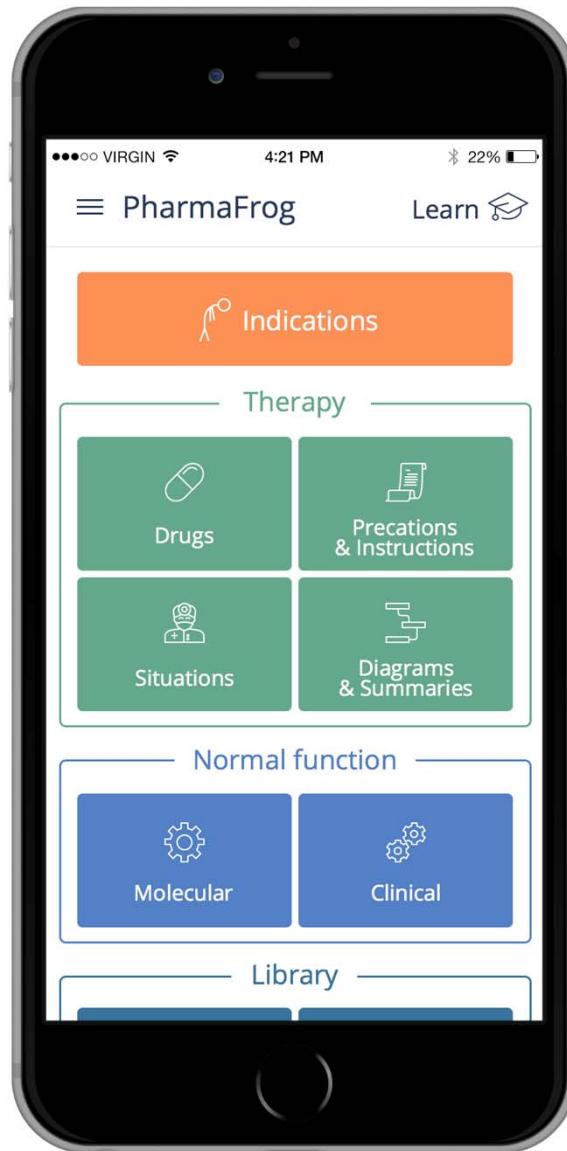 VIRGIN 4:21 PM 22%
PharmaFrog Learn
Indications
Therapy
Drugs
Precations
& Instructions
Situations
Diagrams
& Summaries
Normal function
Molecular
Clinical
Library